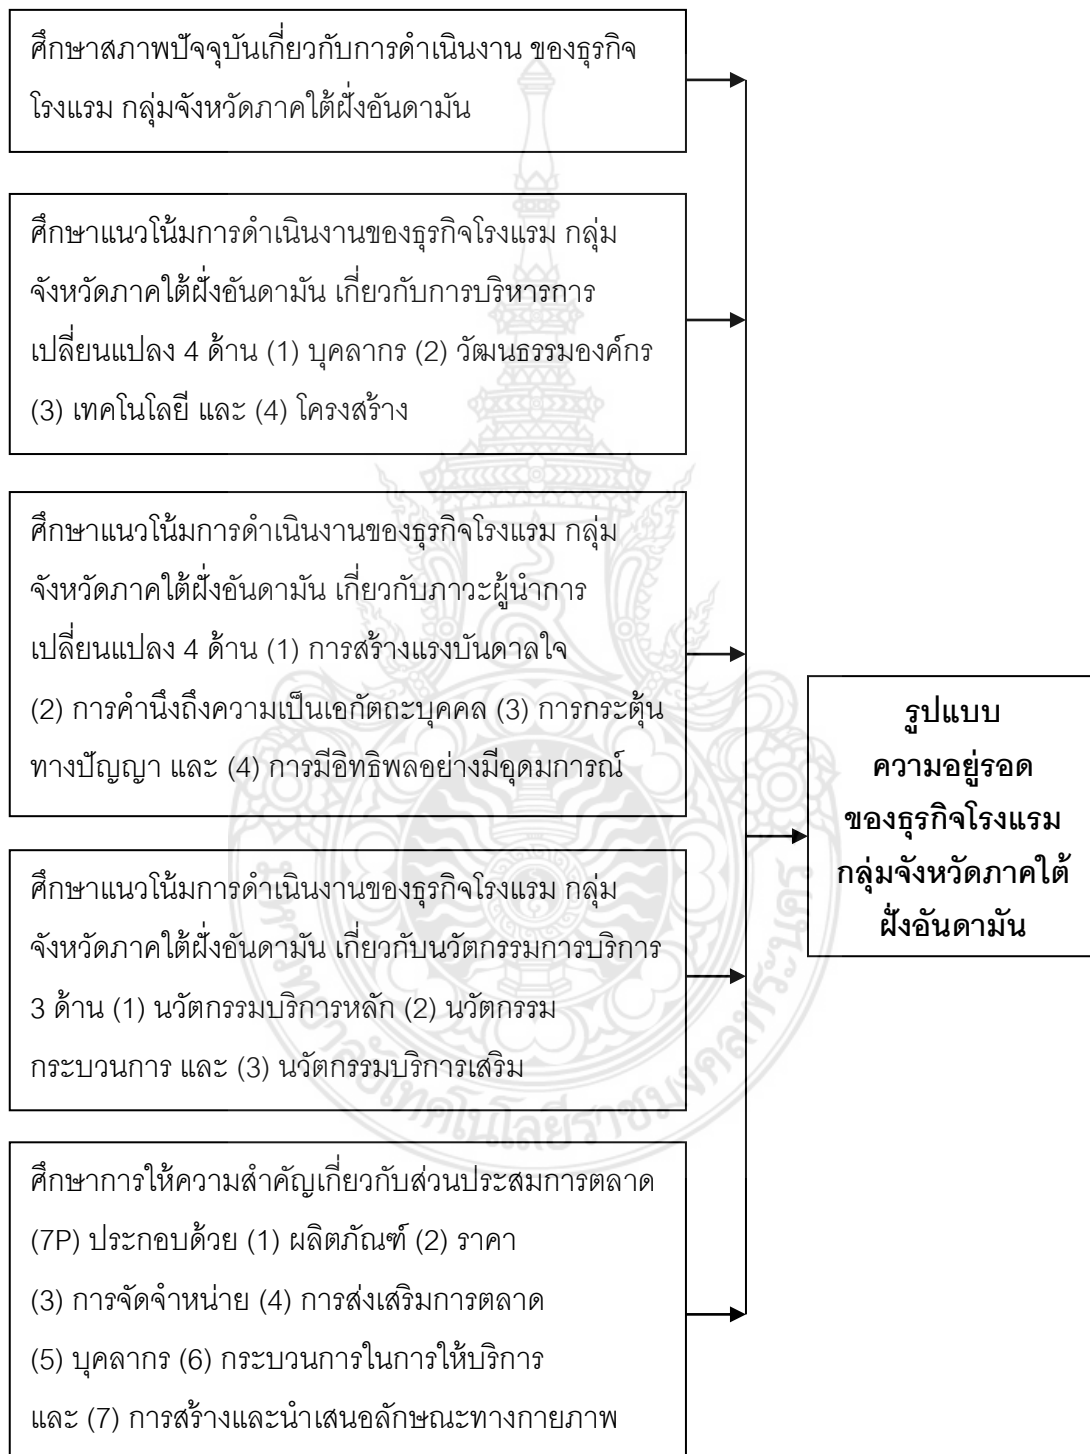 ศึกษาสภาพปัจจุบันเกี่ยวกับการดำเนินงาน ของธุรกิจ
โรงแรม กลุ่มจังหวัดภาคใต้ฝั่งอันดามัน
ศึกษาแนวโน้มการดำเนินงานของธุรกิจโรงแรม กลุ่ม
จังหวัดภาคใต้ฝั่งอันดามัน เกี่ยวกับการบริหารการ
เปลี่ยนแปลง 4 ด้าน (1) บุคลากร (2) วัฒนธรรมองค์กร
(3) เทคโนโลยี และ (4) โครงสร้าง
ศึกษาแนวโน้มการดำเนินงานของธุรกิจโรงแรม กลุ่ม
จังหวัดภาคใต้ฝั่งอันดามัน เกี่ยวกับภาวะผู้นำการ
เปลี่ยนแปลง 4 ด้าน (1) การสร้างแรงบันดาลใจ
(2) การคำนึงถึงความเป็นเอกัตถะบุคคล (3) การกระตุ้น
ทางปัญญา และ (4) การมีอิทธิพลอย่างมีอุดมการณ์
ศึกษาแนวโน้มการดำเนินงานของธุรกิจโรงแรม กลุ่ม
จังหวัดภาคใต้ฝั่งอันดามัน เกี่ยวกับนวัตกรรมการบริการ
3 ด้าน (1) นวัตกรรมบริการหลัก (2) นวัตกรรม
กระบวนการ และ (3) นวัตกรรมบริการเสริม
ศึกษาการให้ความสำคัญเกี่ยวกับส่วนประสมการตลาด
(7P) ประกอบด้วย (1) ผลิตภัณฑ์ (2) ราคา
(3) การจัดจำหน่าย (4) การส่งเสริมการตลาด
(5) บุคลากร (6) กระบวนการในการให้บริการ
และ (7) การสร้างและนำเสนอลักษณะทางกายภาพ
รูปแบบ
ความอยู่รอด
ของธุรกิจโรงแรม
กลุ่มจังหวัดภาคใต้
ฝั่งอันดามัน
มหาวิทยาลัยเทคโนโลยีราชมงคลพระนคร